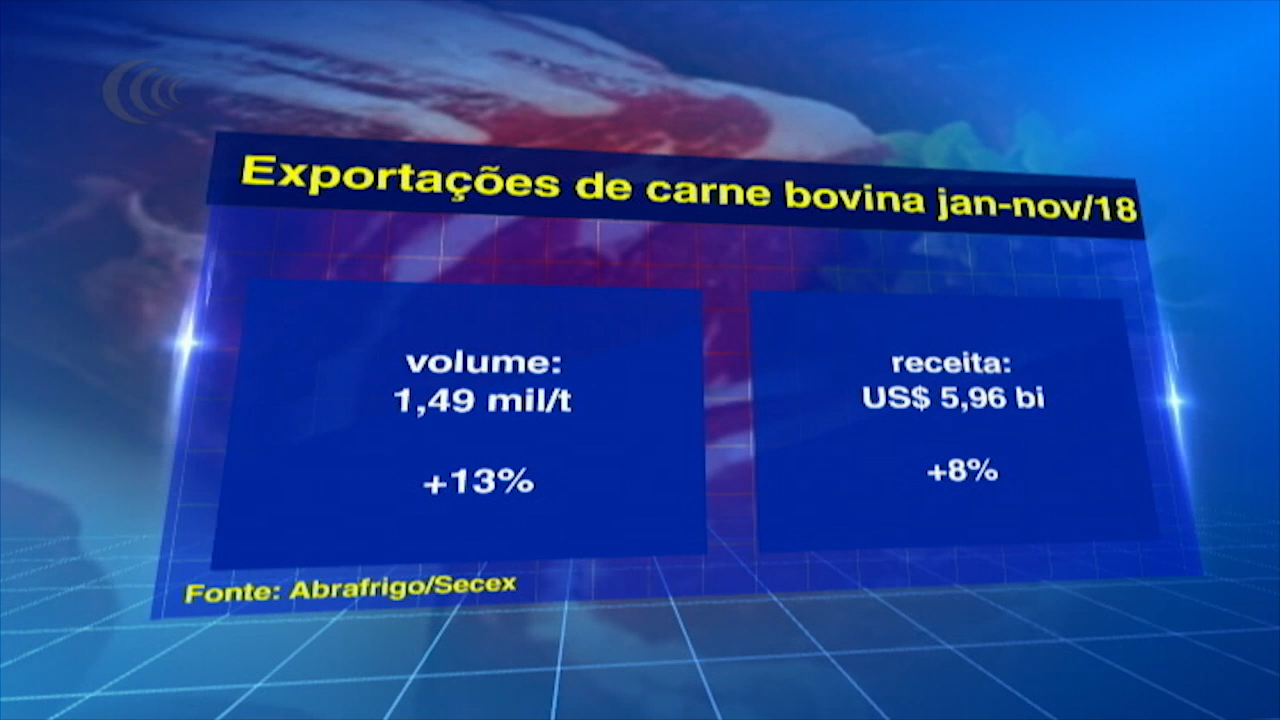 Exportações de carne bovina jan-nov/18
volume:
1,49 mil/t
+13%
receita:
US$ 5,96 bi
+8%
Fonte: Abrafrigo/Secex